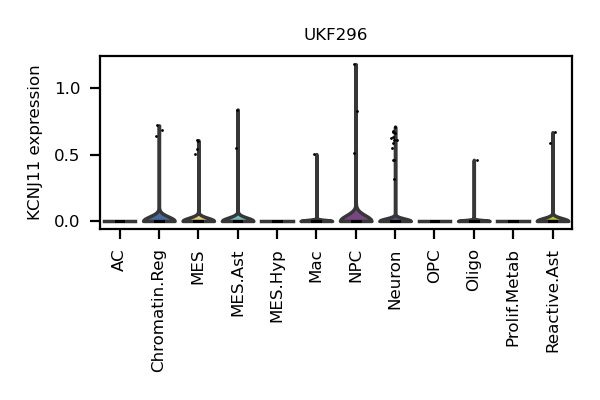 UKF296
KCNJ11 expression
1.0
0.5
0.0
AC
Chromatin.Reg
MES
MES.Ast
MES.Hyp
Mac
NPC
Neuron
OPC
Oligo
Prolif.Metab
Reactive.Ast